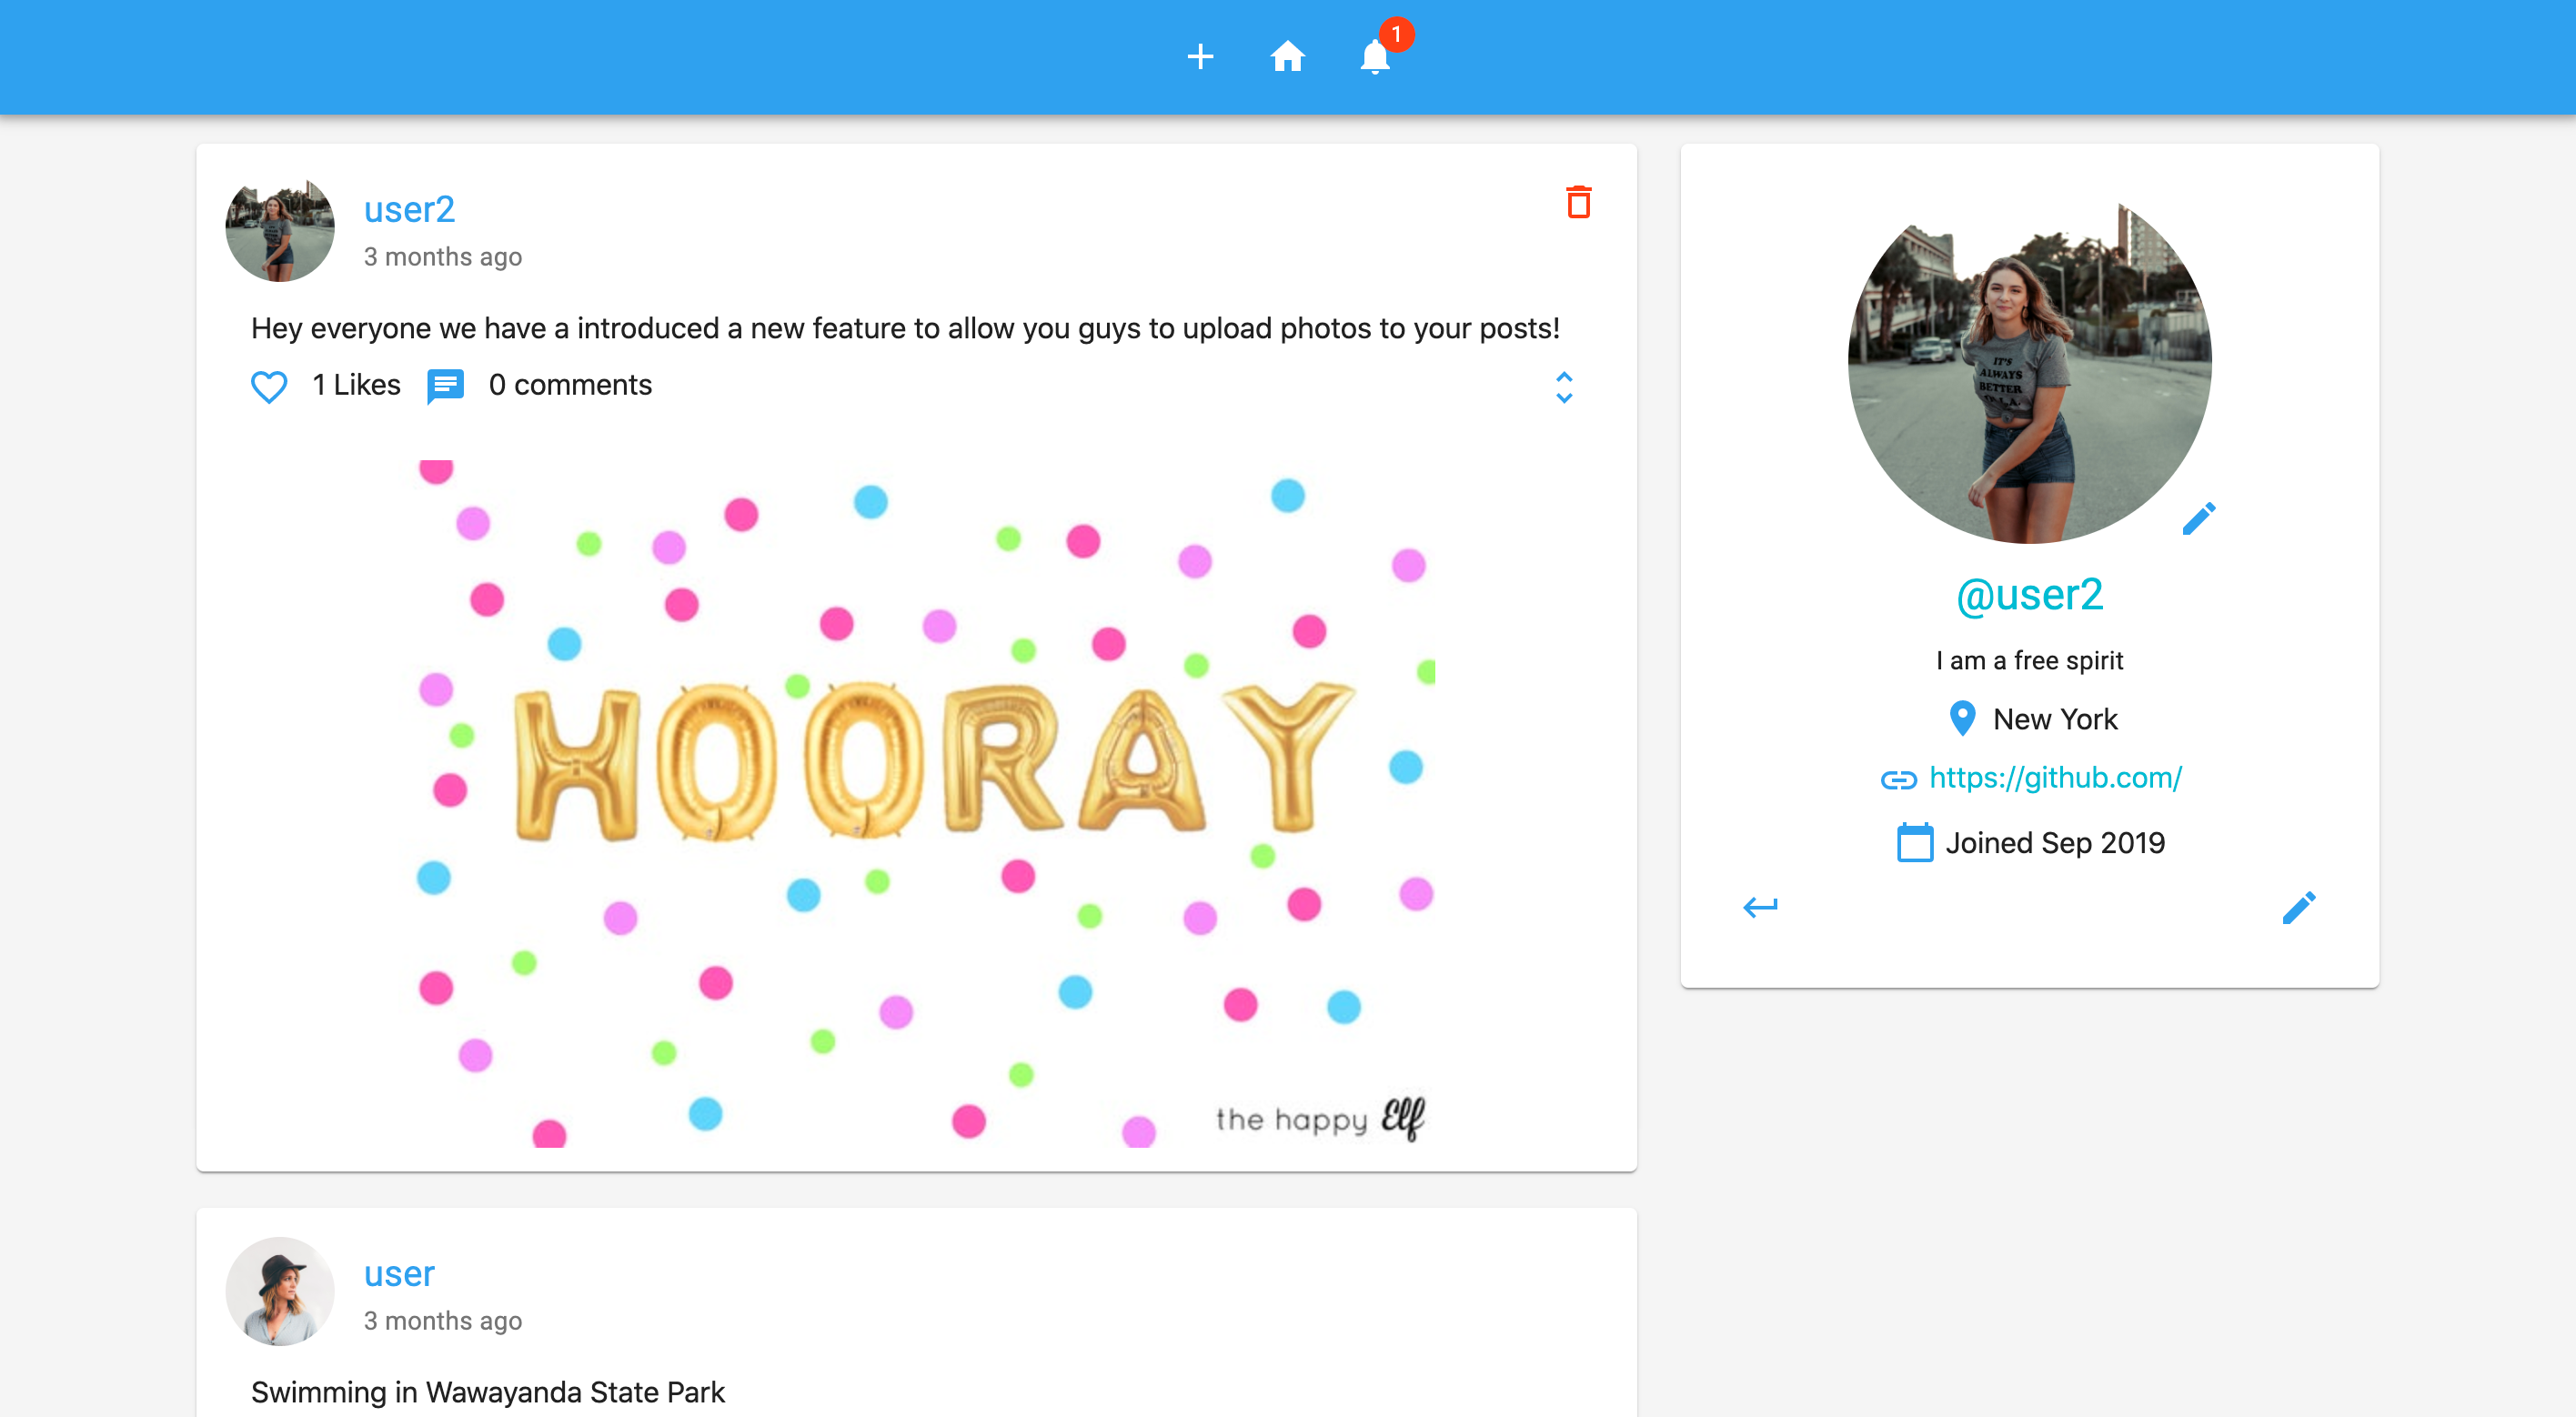 1
user2
3 months ago
Hey everyone we have a introduced a new feature to allow you guys to upload photos to your posts!
1 Likes 0 comments
HOORAY
the happy Elf
user
3 months ago
Swimming in Wawayanda State Park
IT'S
ALWAYS
BETTER
@user2
I am a free spirit
New York
https://github.com/
Joined Sep 2019